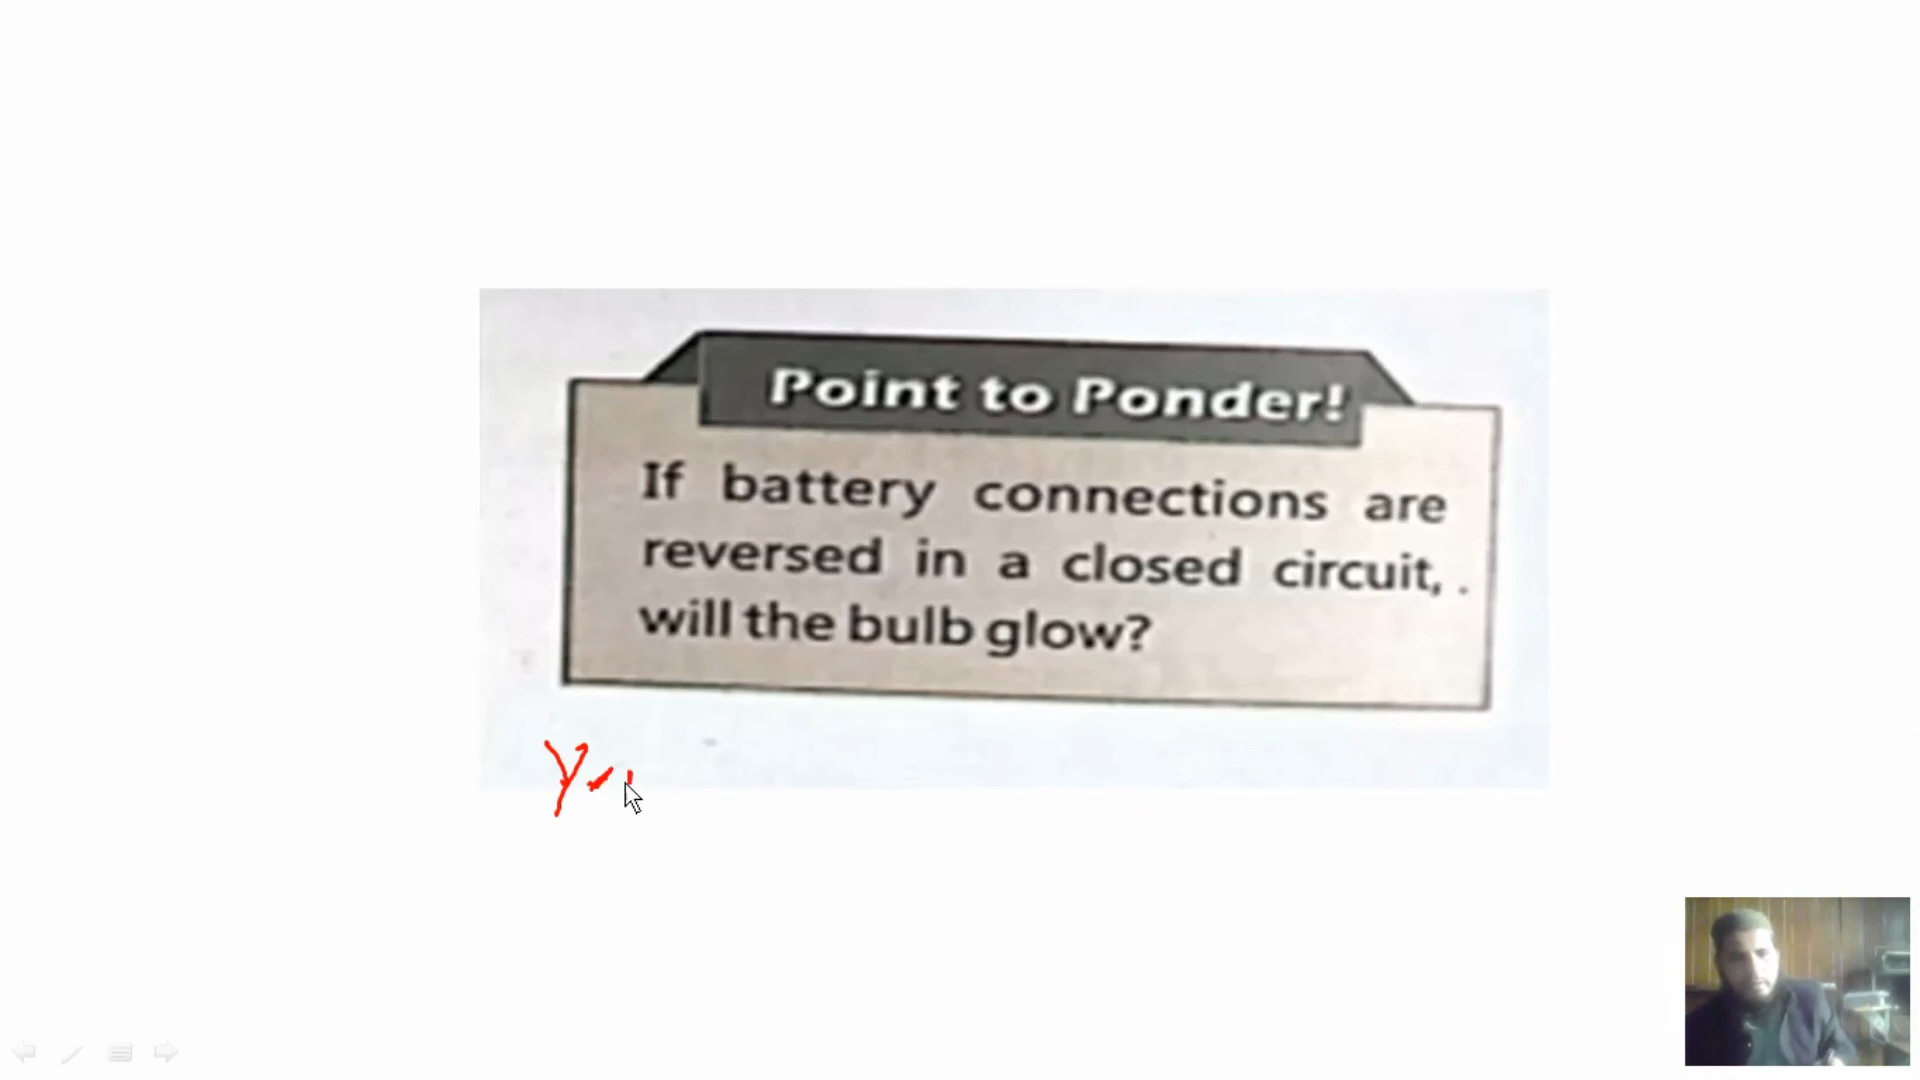 Point to Ponder!
If battery connections are
reversed in a closed circuit, .
will the bulb glow?